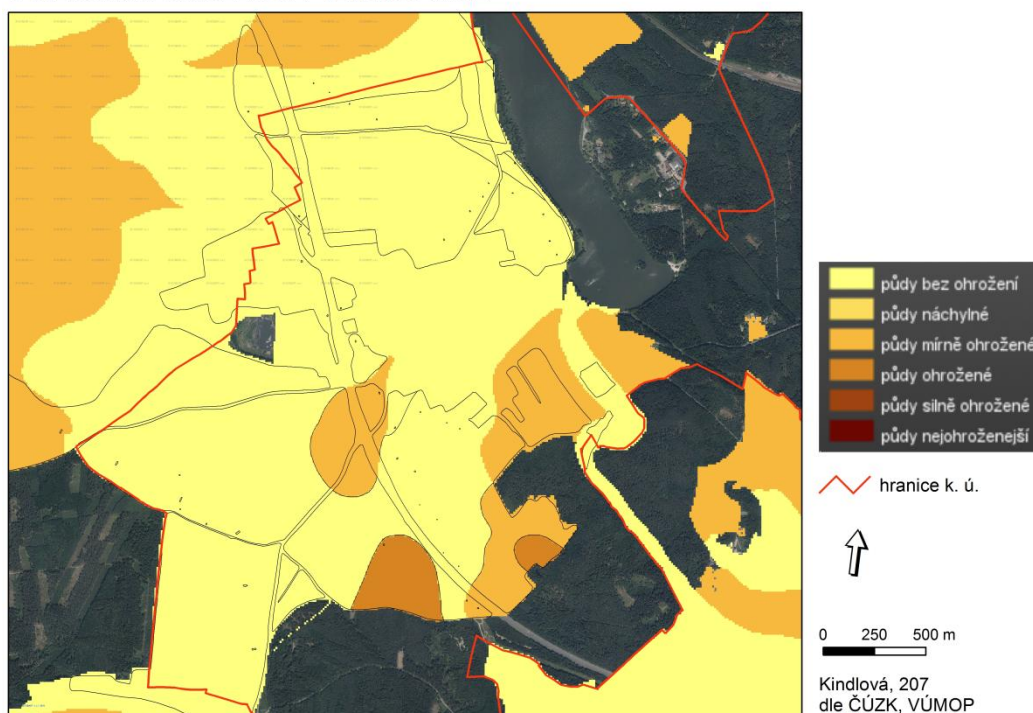 půdy bez ohrožení
půdy náchylné
půdy mírně ohrožené
půdy ohrožené
půdy silně ohrožené
půdy nejohroženejší
hranice k. ú.
0 250 500 m
Kindlová, 207
dle ČÚZK, VÚMOP